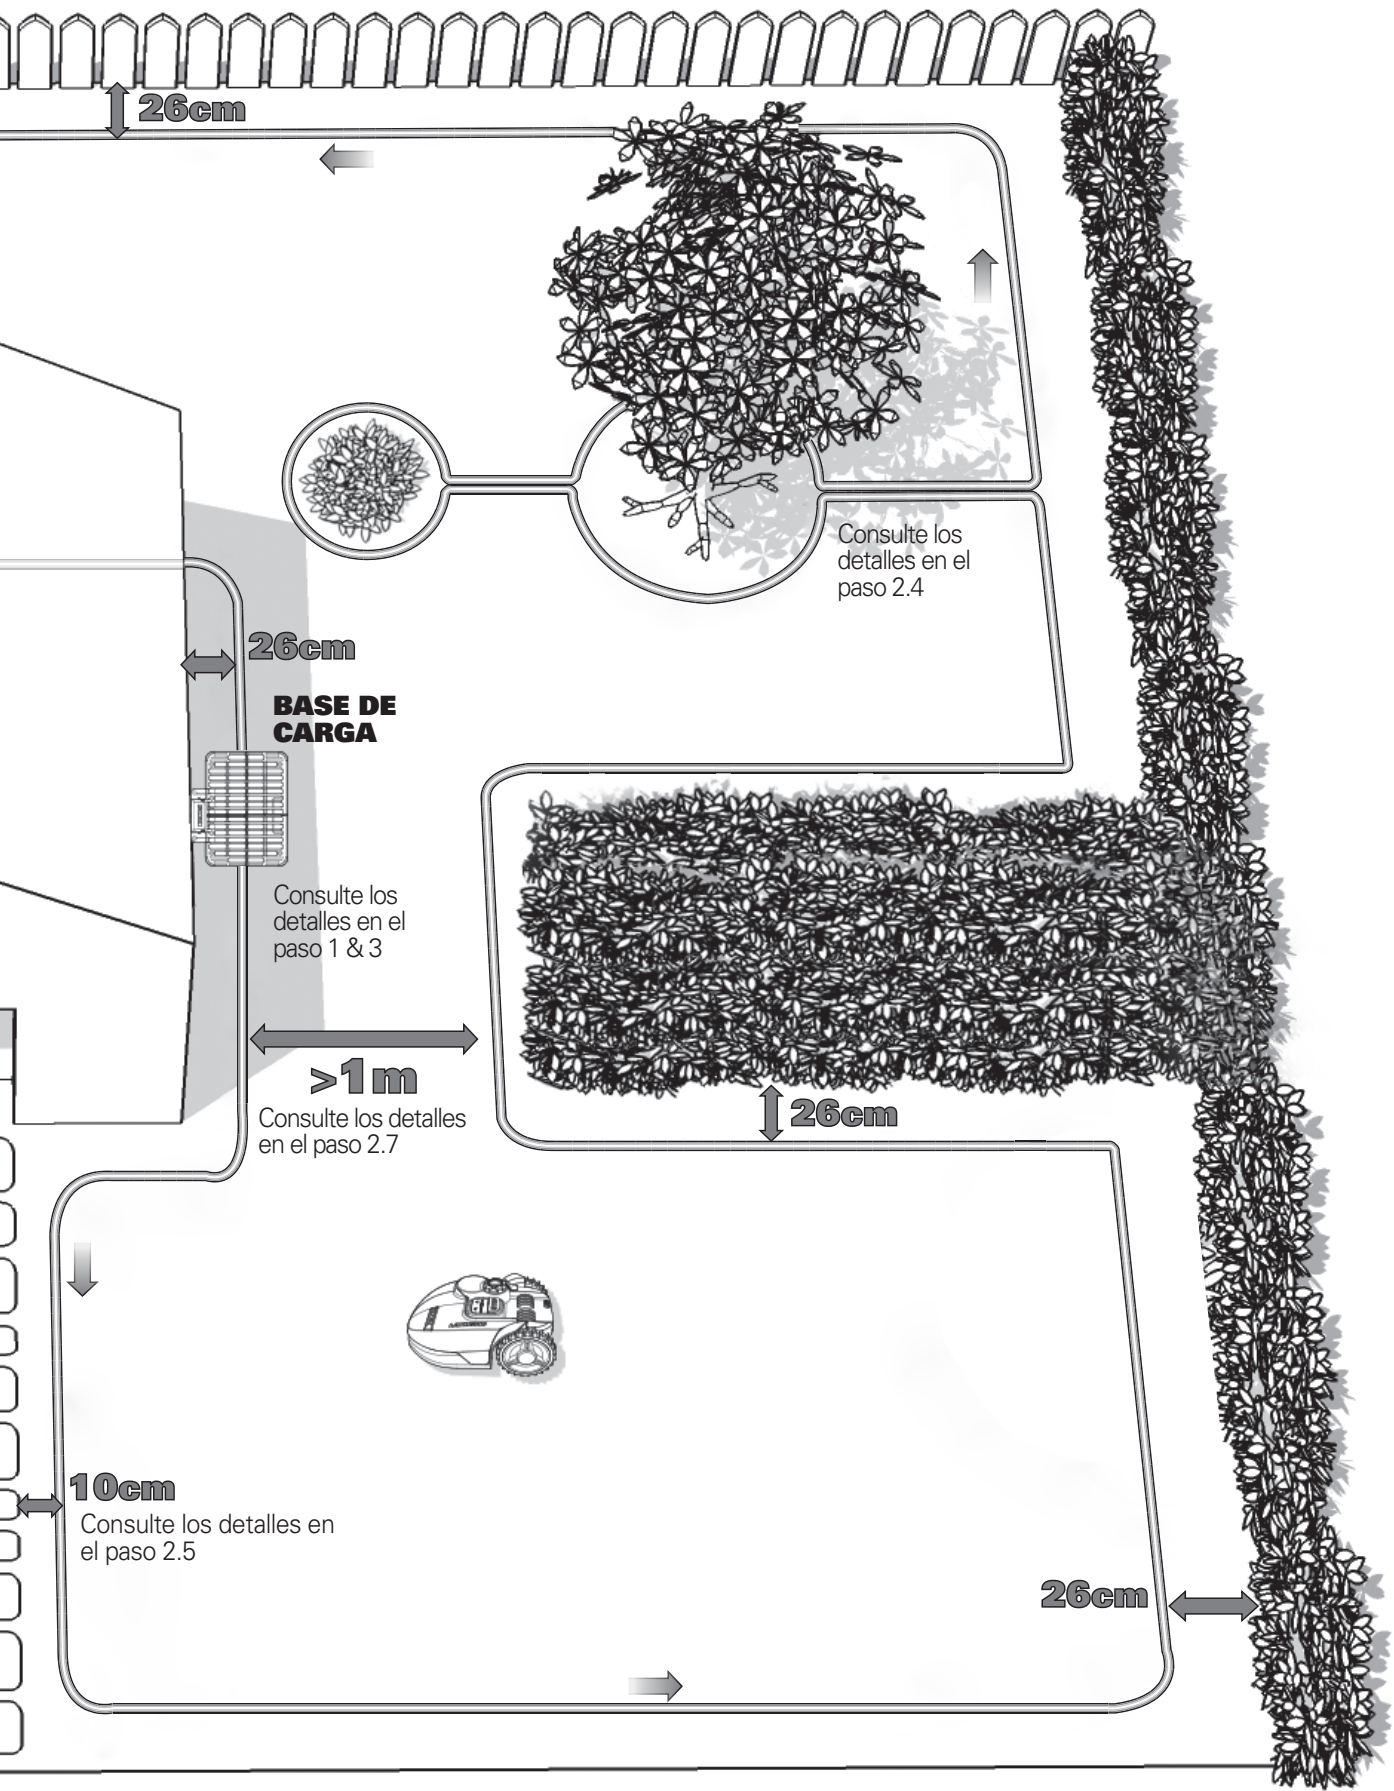 26cm
Consulte los
detalles en el
paso 2.4
26cm
BASE DE
CARGA
Consulte los
detalles en el
paso 1 & 3
>1m
Consulte los detalles
en el paso 2.7
26cm
10cm
Consulte los detalles en
el paso 2.5
26cm